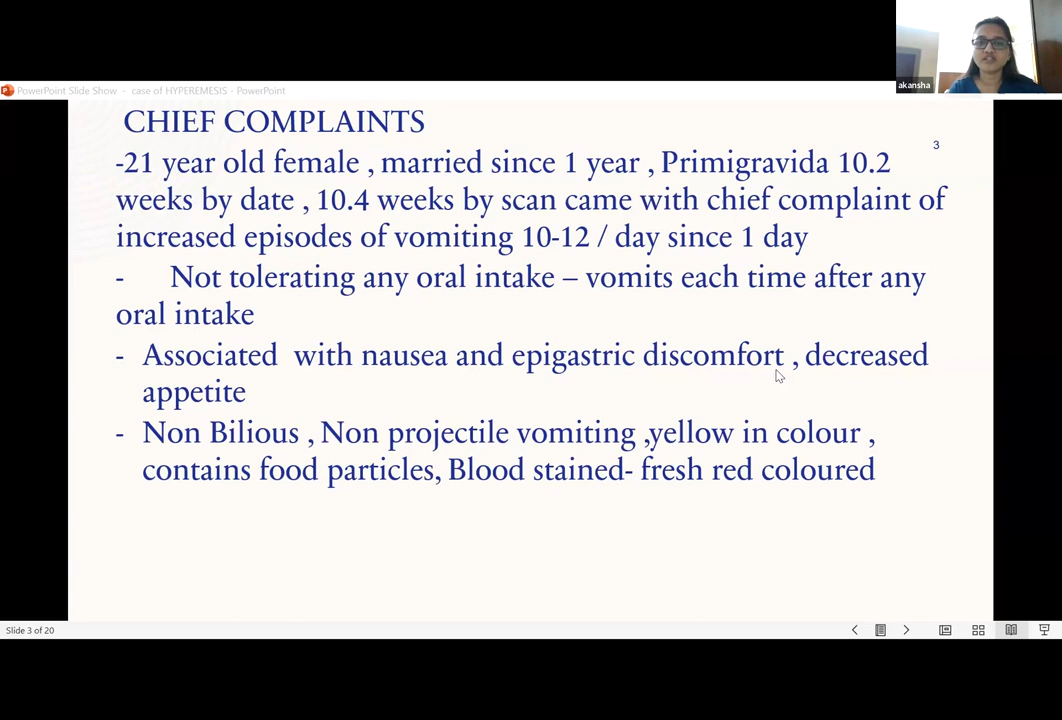 akansha
PowerPoint Slide Show - case of HYPEREMESIS - PowerPoint
CHIEF COMPLAINTS
3
-21 year old female , married since 1 year , Primigravida 10.2
weeks by date , 10.4 weeks by scan came with chief complaint of
increased episodes of vomiting 10-12 / day since 1 day
- Not tolerating any oral intake – vomits each time after any
oral intake
- Associated with nausea and epigastric discomfort , decreased
appetite
- Non Bilious , Non projectile vomiting ,yellow in colour ,
contains food particles, Blood stained- fresh red coloured
Slide 3 of 20